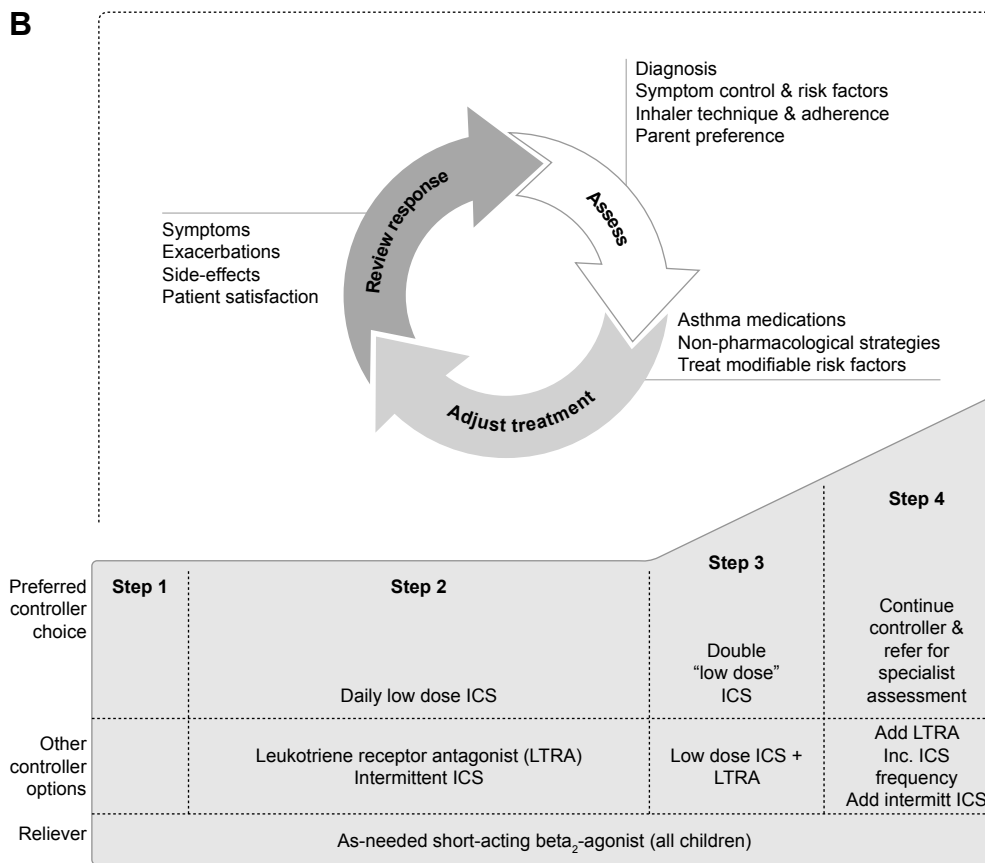 B
Diagnosis
Symptom control & risk factors
Inhaler technique & adherence
Parent preference
Review response
Assess
Symptoms
Exacerbations
Side-effects
Patient satisfaction
Asthma medications
Non-pharmacological strategies
Treat modifiable risk factors
Adjust treatment
Preferred
controller
choice
Step 1
Step 2
Daily low dose ICS
Step 3
Double
“low dose”
ICS
Step 4
Continue
controller &
refer for
specialist
assessment
Other
controller
options
Leukotriene receptor antagonist (LTRA)
Intermittent ICS
Low dose ICS +
LTRA
Add LTRA
Inc. ICS
frequency
Add intermitt ICS
Reliever
As-needed short-acting beta₂-agonist (all children)